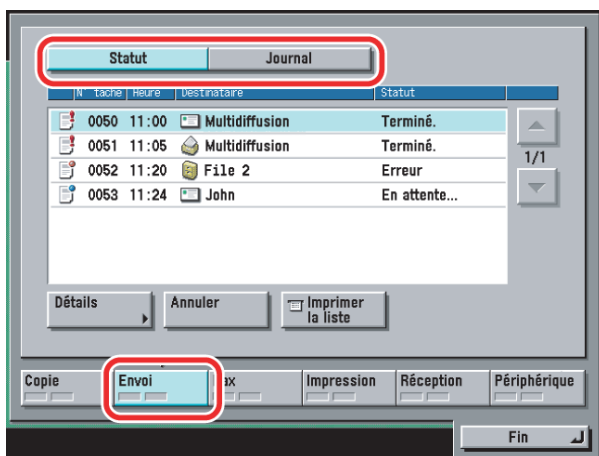 Statut Journal
N° tâche Heure Destinataire Statut
0050 11:00 Multidiffusion Terminé.
0051 11:05 Multidiffusion Terminé.
0052 11:20 File 2 Erreur
0053 11:24 John En attente...
1/1
Détails Annuler Imprimer
la liste
Copie Envoi ax Impression Réception Périphérique
Fin